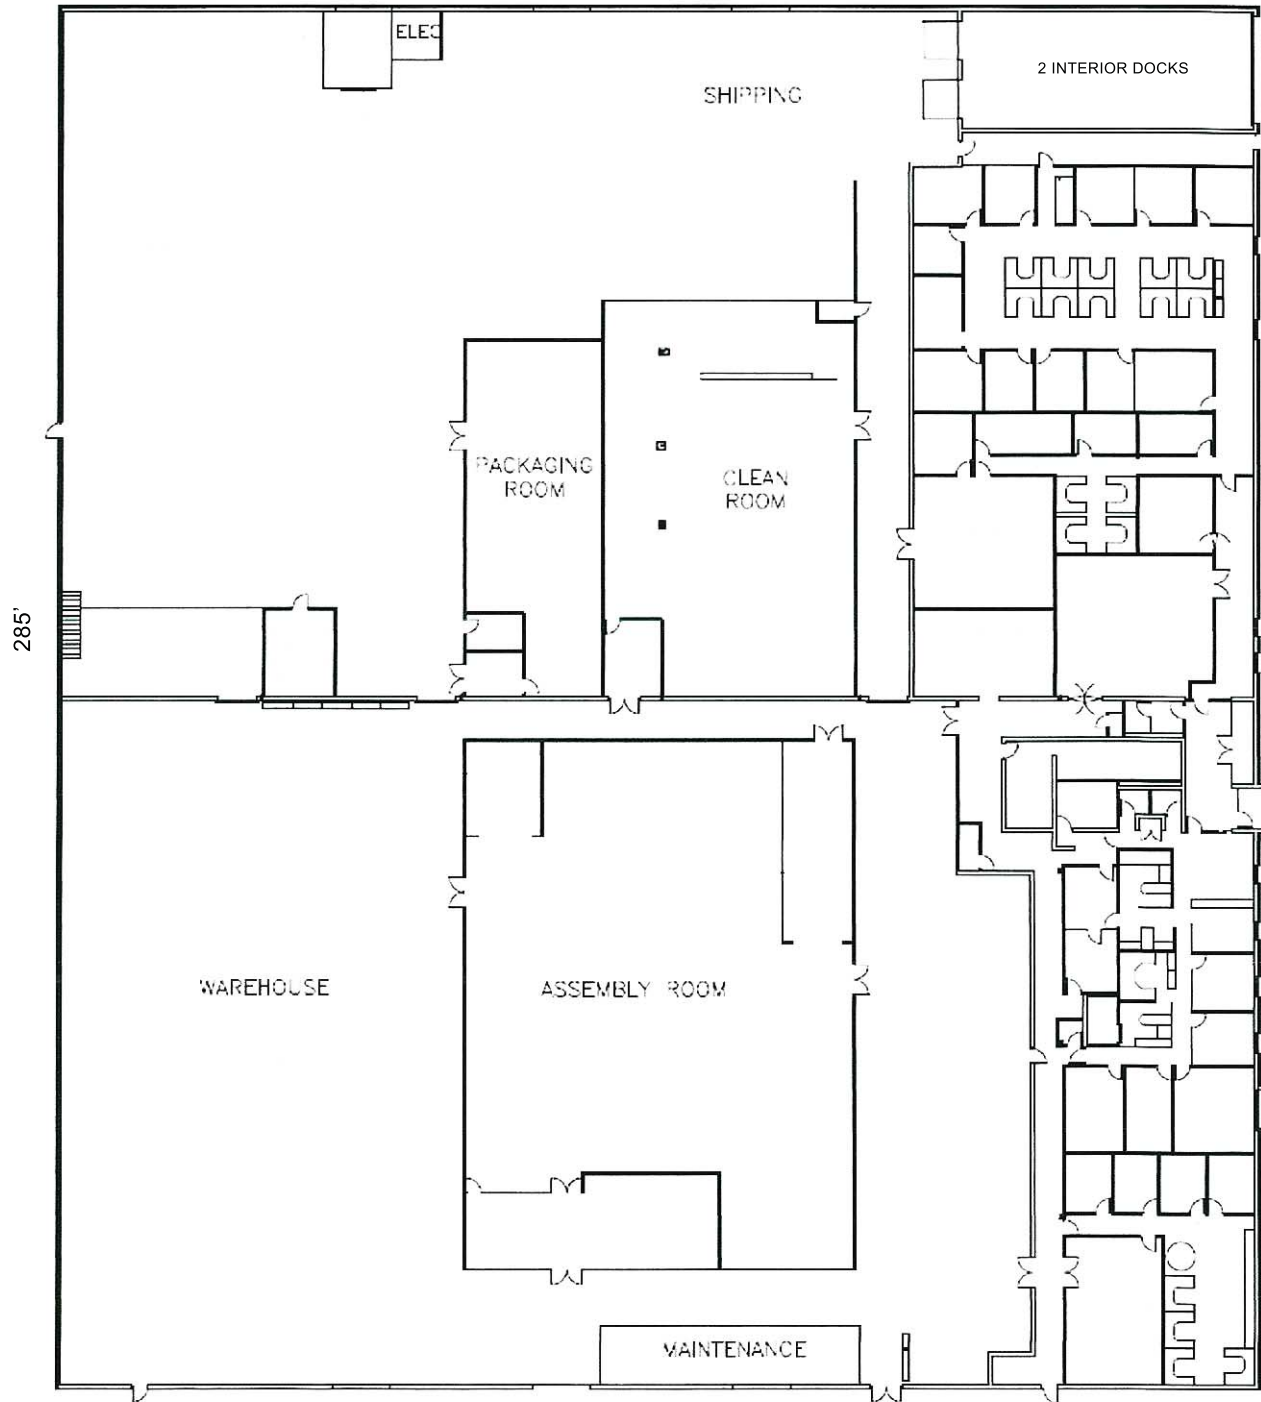 ELEC
2 INTERIOR DOCKS
SHIPPING
PACKAGING
ROOM
CLEAN
ROOM
285'
WAREHOUSE
ASSEMBLY ROOM
MAINTENANCE